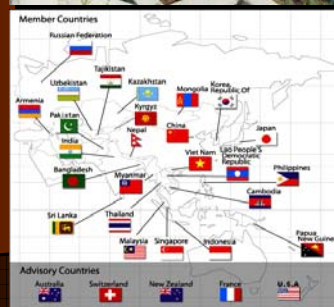 Member Countries
Russian Federation
Tajikistan
Uzbekistan
Kazakhstan
Mongolia
Korea,
Republic Of
Armenia
Kyrgyz
Pakistan
China
Japan
India
Nepal
Viet Nam
Lao People's
Democratic
Republic
Philippines
Bangladesh
Myanmar
Cambodia
Sri Lanka
Thailand
Papua
New Guinea
Malaysia
Singapore
Indonesia
Advisory Countries
Australia
Switzerland
New Zealand
France
U.S.A